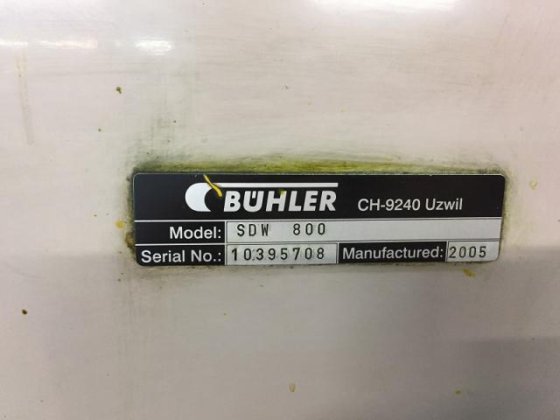 BÜHLER CH-9240 Uzwil
Model: SDW 800
Serial No.: 10395708 Manufactured: 2005